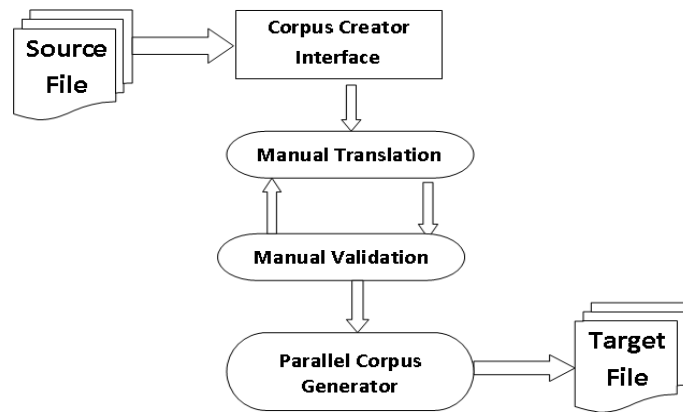 Source
File
Corpus Creator
Interface
Manual Translation
Manual Validation
Parallel Corpus
Generator
Target
File